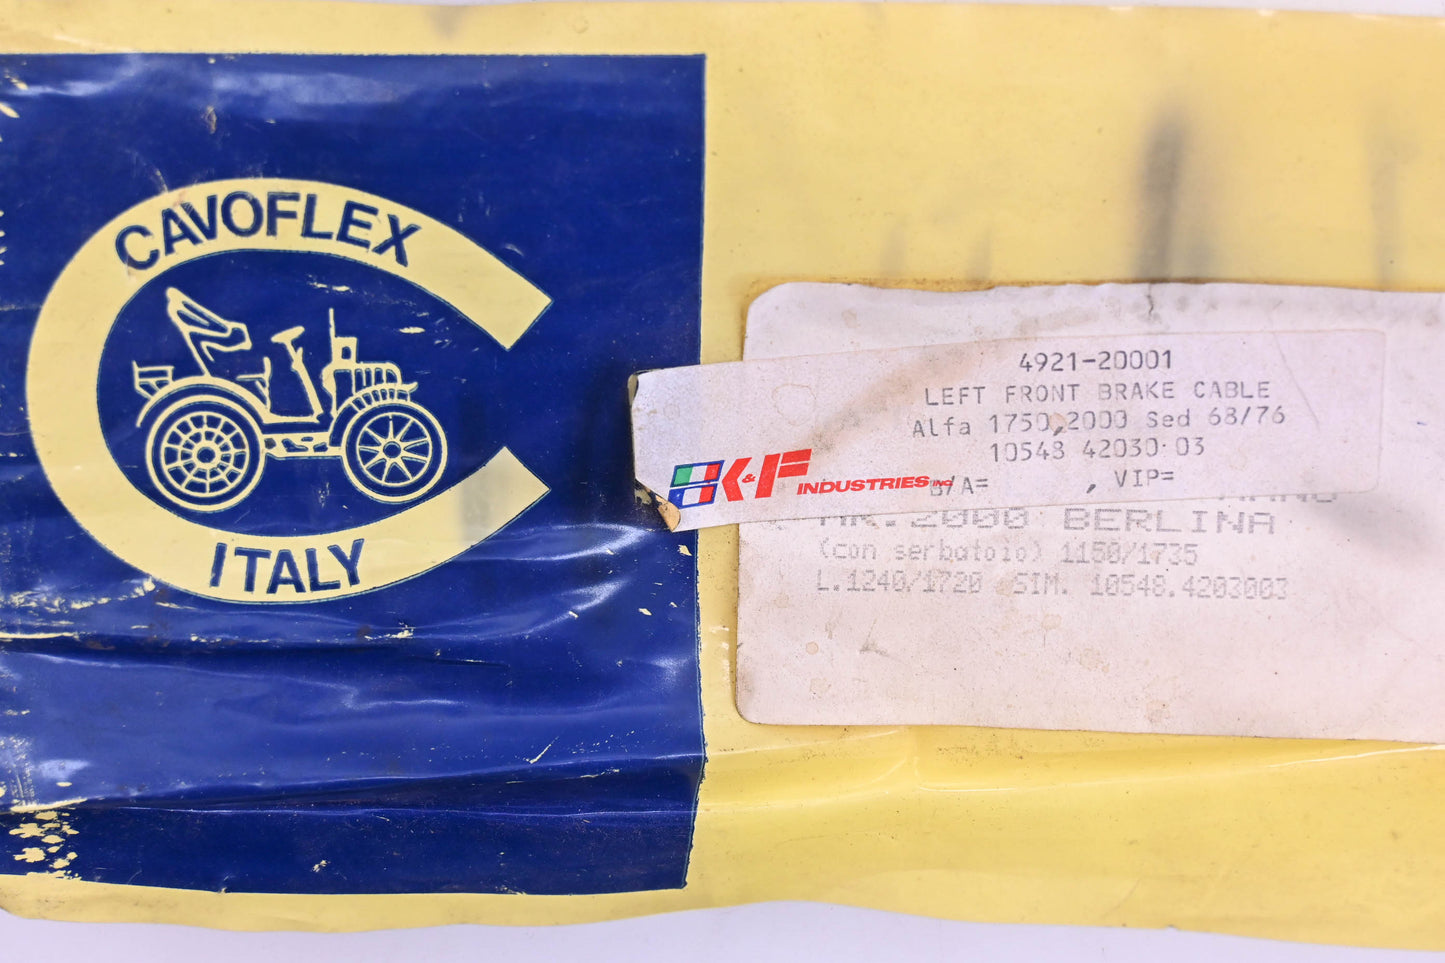 CAVOFLEX
ITALY
4921-20001
LEFT FRONT BRAKE CABLE
Alfa 1750,2000 Sed 68/76
10548 42030 03
K&F INDUSTRIES INC
B/A= , VIP=
2000 BERLINA
(con serbatoio) 1150/1735
L.1240/1720 SIM. 10548.4203003